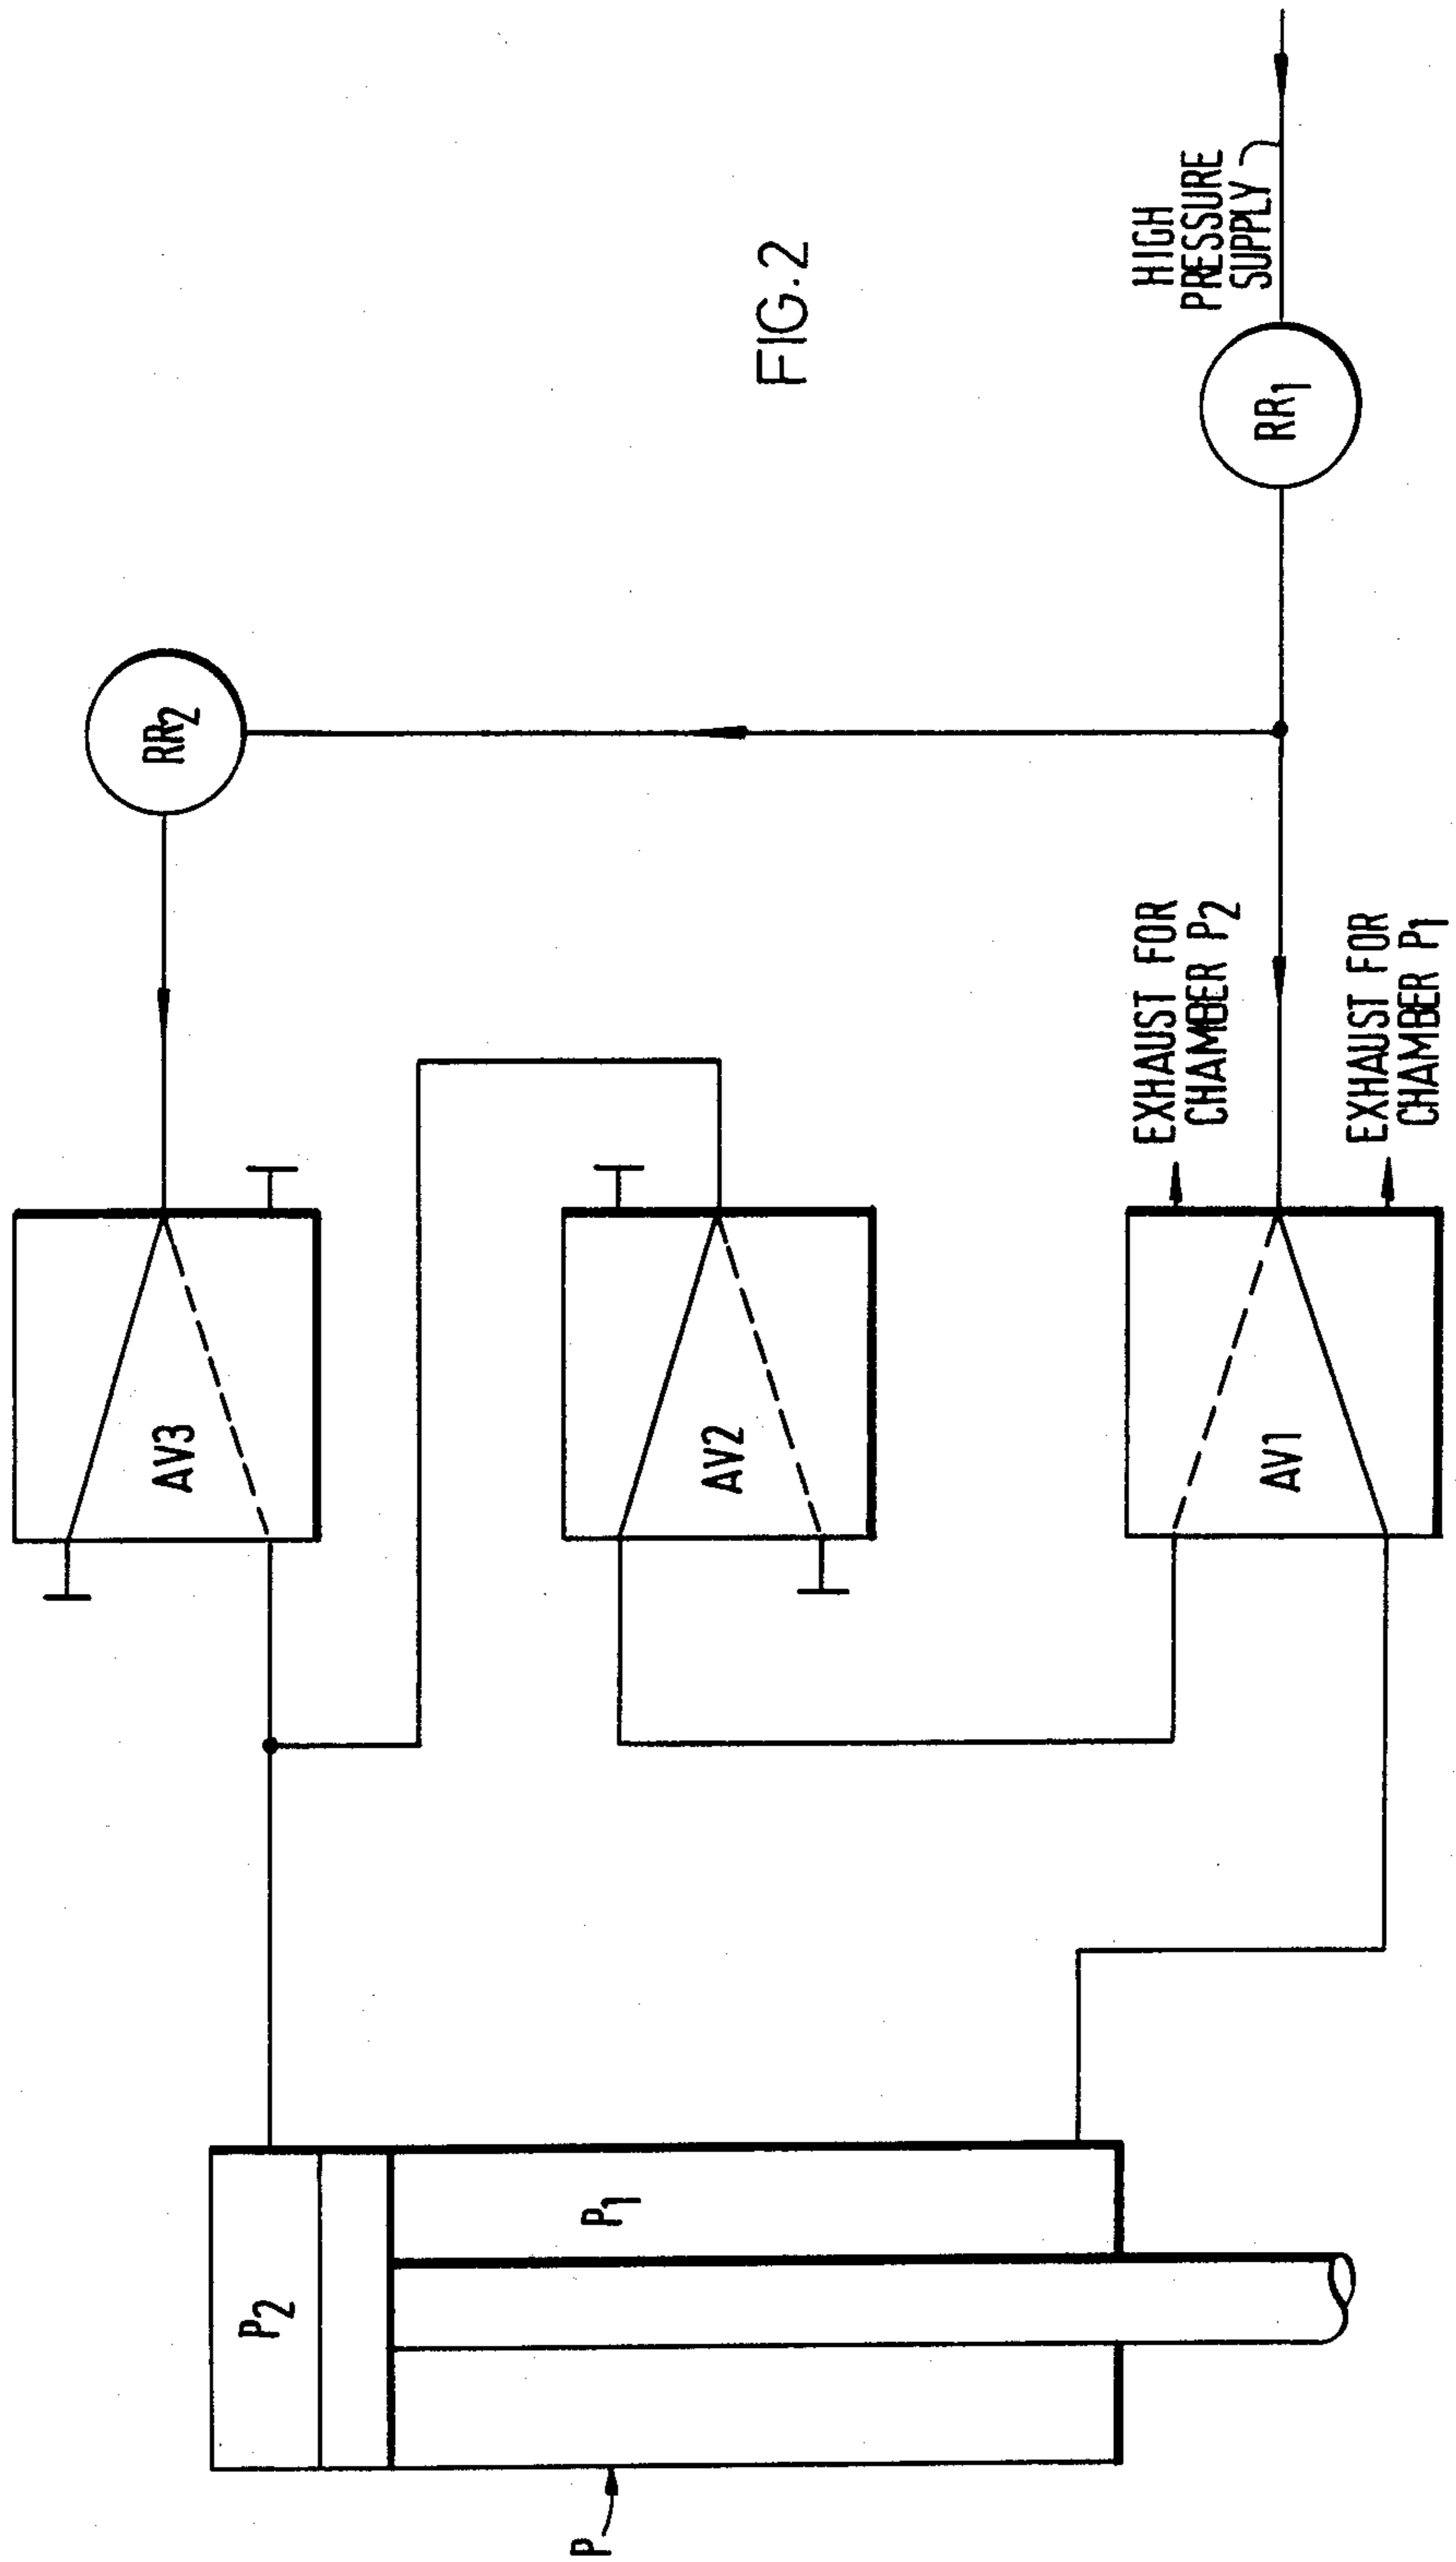 FIG.2
HIGH
PRESSURE
SUPPLY
RR1
RR2
EXHAUST FOR
CHAMBER P2
EXHAUST FOR
CHAMBER P1
AV3
AV2
AV1
P2
P1
P